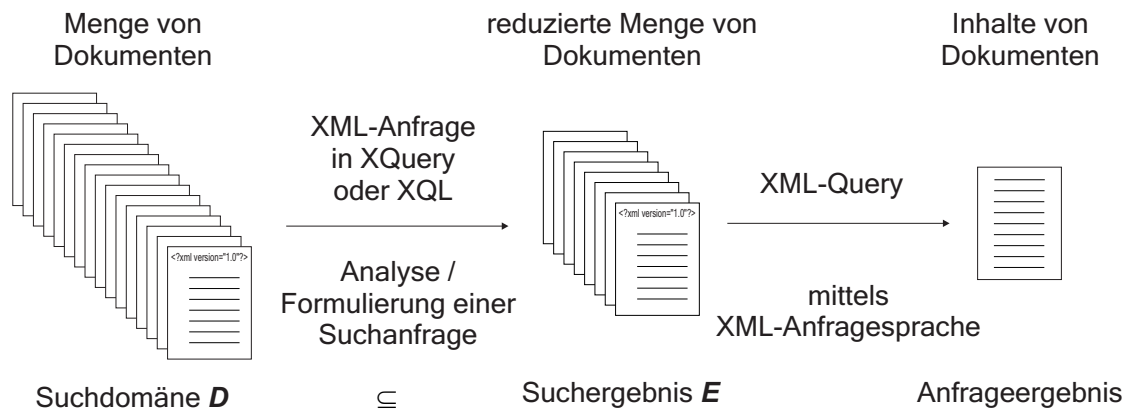 Menge von
Dokumenten
reduzierte Menge von
Dokumenten
Inhalte von
Dokumenten
XML-Anfrage
in XQuery
oder XQL
XML-Query
<?xml version="1.0"?>
<?xml version="1.0"?>
Analyse /
Formulierung einer
Suchanfrage
mittels
XML-Anfragesprache
Suchdomäne D
⊆
Suchergebnis E
Anfrageergebnis